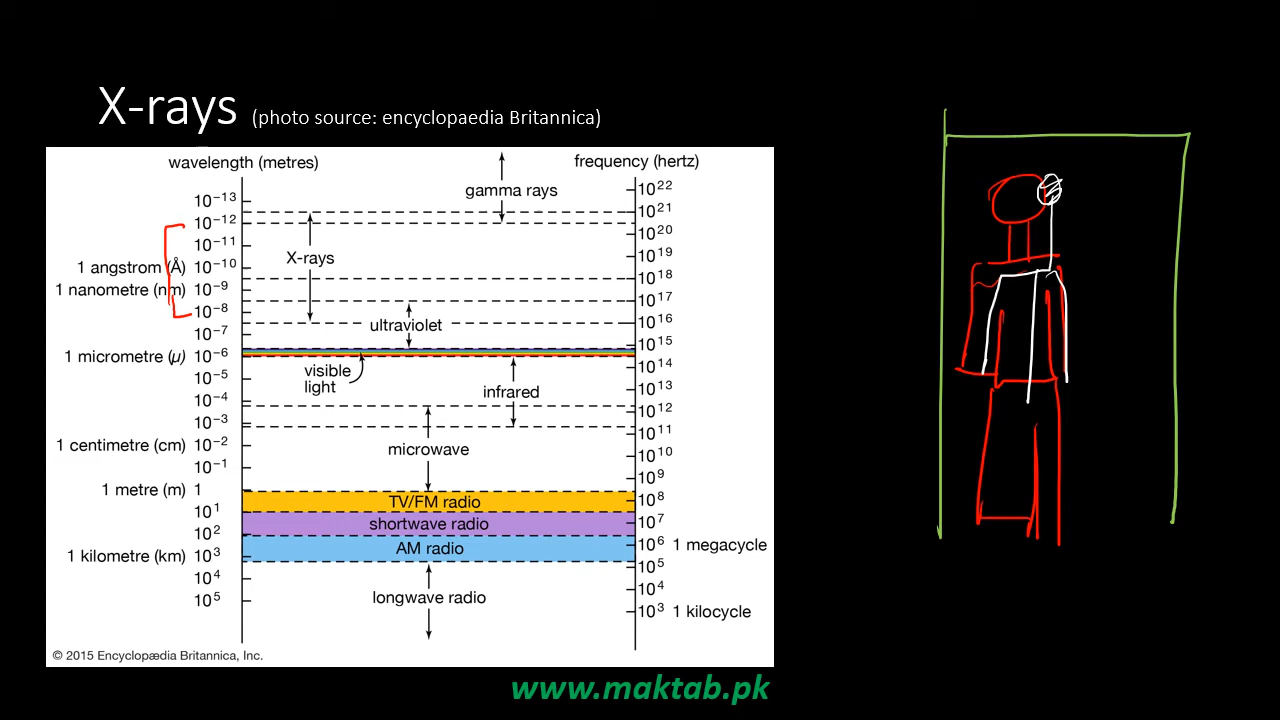 X-rays (photo source: encyclopaedia Britannica)
wavelength (metres)
frequency (hertz)
gamma rays
10²²
10⁻¹³
10²¹
10⁻¹²
10²⁰
10⁻¹¹
X-rays
10¹⁹
1 angstrom (Å) 10⁻¹⁰
10¹⁸
1 nanometre (nm) 10⁻⁹
10¹⁷
10⁻⁸
ultraviolet
10¹⁶
10⁻⁷
10¹⁵
1 micrometre (μ) 10⁻⁶
visible
light
10¹⁴
10⁻⁵
infrared
10¹³
10⁻⁴
10¹²
10⁻³
10¹¹
1 centimetre (cm) 10⁻²
microwave
10¹⁰
10⁻¹
10⁹
1 metre (m) 1
TV/FM radio
10⁸
10¹
shortwave radio
10⁷
10²
AM radio
10⁶ 1 megacycle
1 kilometre (km) 10³
10⁵
10⁴
longwave radio
10⁴
10⁵
10³ 1 kilocycle
© 2015 Encyclopædia Britannica, Inc.
www.maktab.pk